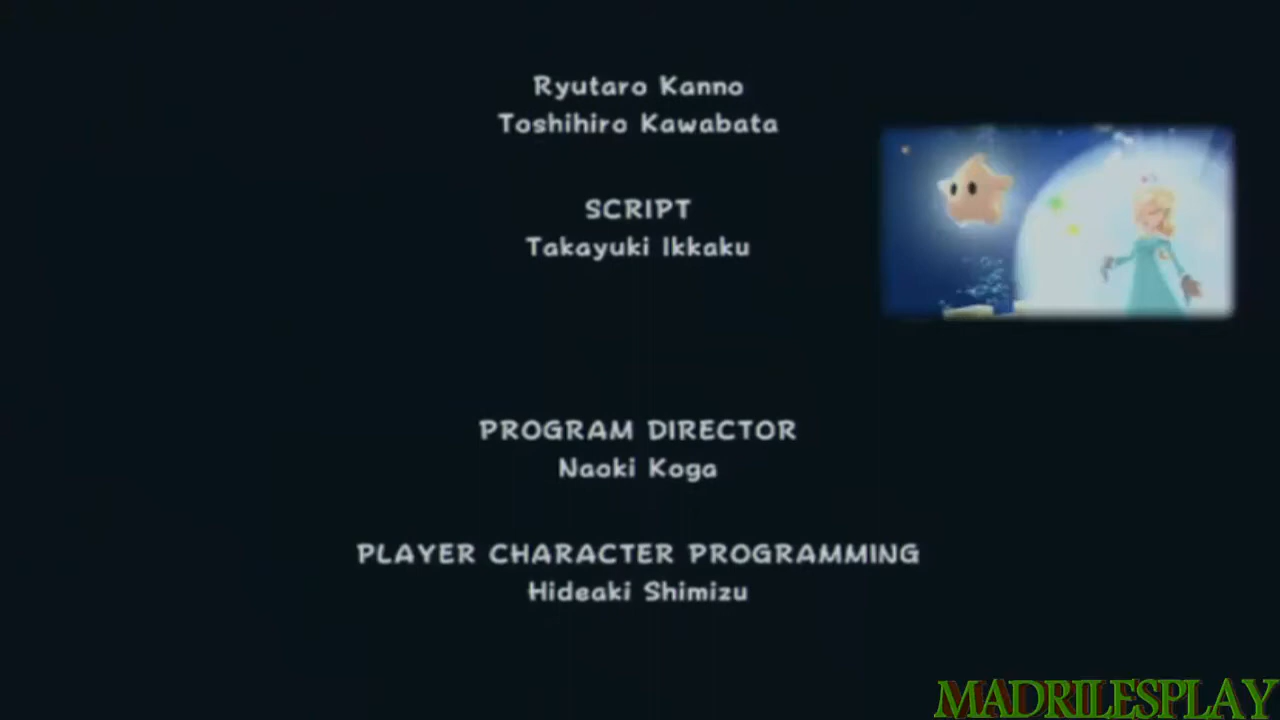 Ryutaro Kanno
Toshihiro Kawabata
SCRIPT
Takayuki Ikkaku
PROGRAM DIRECTOR
Naoki Koga
PLAYER CHARACTER PROGRAMMING
Hideaki Shimizu
MADRILESPLAY